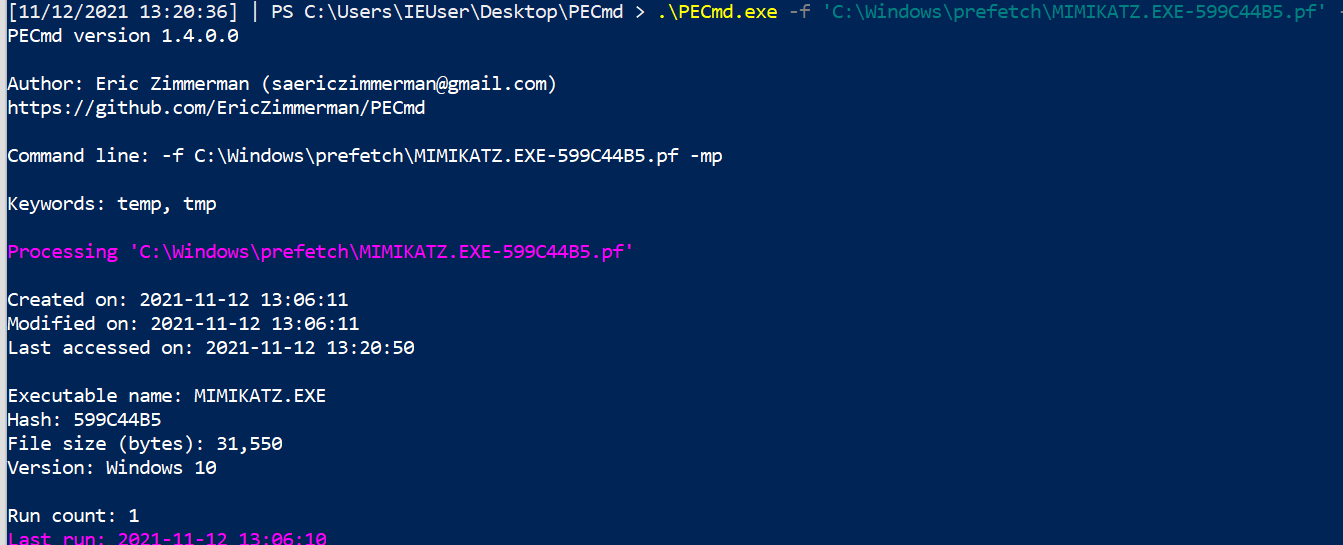 [11/12/2021 13:20:36] | PS C:\Users\IEUser\Desktop\PECmd > .\PECmd.exe -f 'C:\Windows\prefetch\MIMIKATZ.EXE-599C44B5.pf' -
PECmd version 1.4.0.0
Author: Eric Zimmerman (saericzimmerman@gmail.com)
https://github.com/EricZimmerman/PECmd
Command line: -f C:\Windows\prefetch\MIMIKATZ.EXE-599C44B5.pf -mp
Keywords: temp, tmp
Processing 'C:\Windows\prefetch\MIMIKATZ.EXE-599C44B5.pf'
Created on: 2021-11-12 13:06:11
Modified on: 2021-11-12 13:06:11
Last accessed on: 2021-11-12 13:20:50
Executable name: MIMIKATZ.EXE
Hash: 599C44B5
File size (bytes): 31,550
Version: Windows 10
Run count: 1
Last run: 2021-11-12 13:06:10